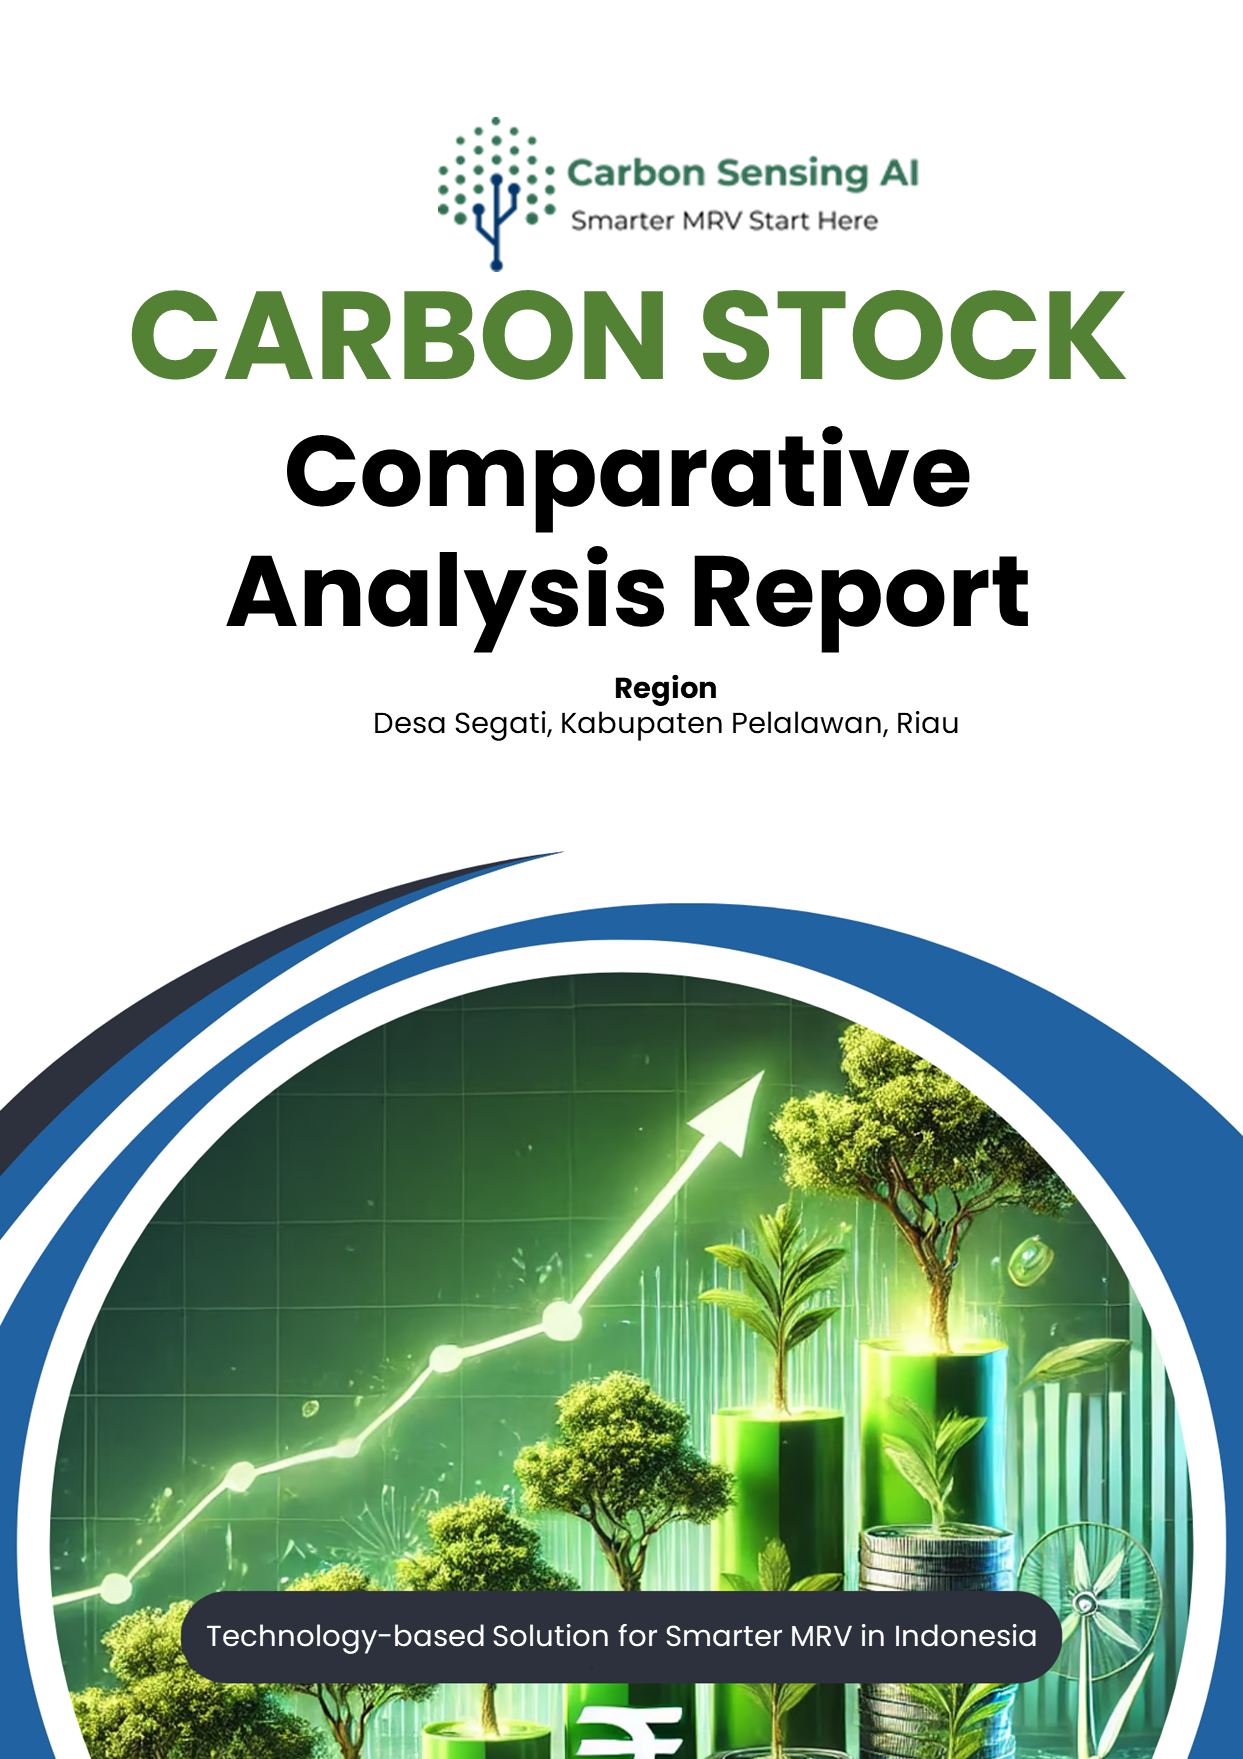 Carbon Sensing AI
Smarter MRV Start Here
CARBON STOCK
Comparative
Analysis Report
Region
Desa Segati, Kabupaten Pelalawan, Riau
Technology-based Solution for Smarter MRV in Indonesia
₹